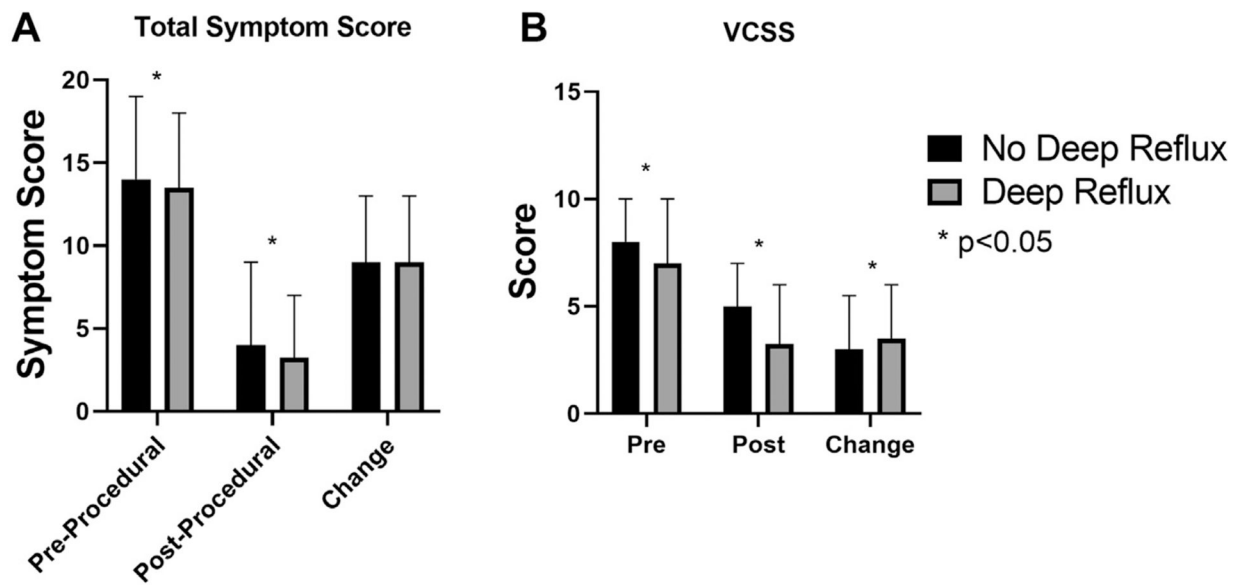 A
Total Symptom Score
Symptom Score
20
15
10
5
0
*
*
Pre-Procedural
Post-Procedural
Change
B
VCSS
Score
15
10
5
0
*
*
*
Pre
Post
Change
No Deep Reflux
Deep Reflux
* p<0.05